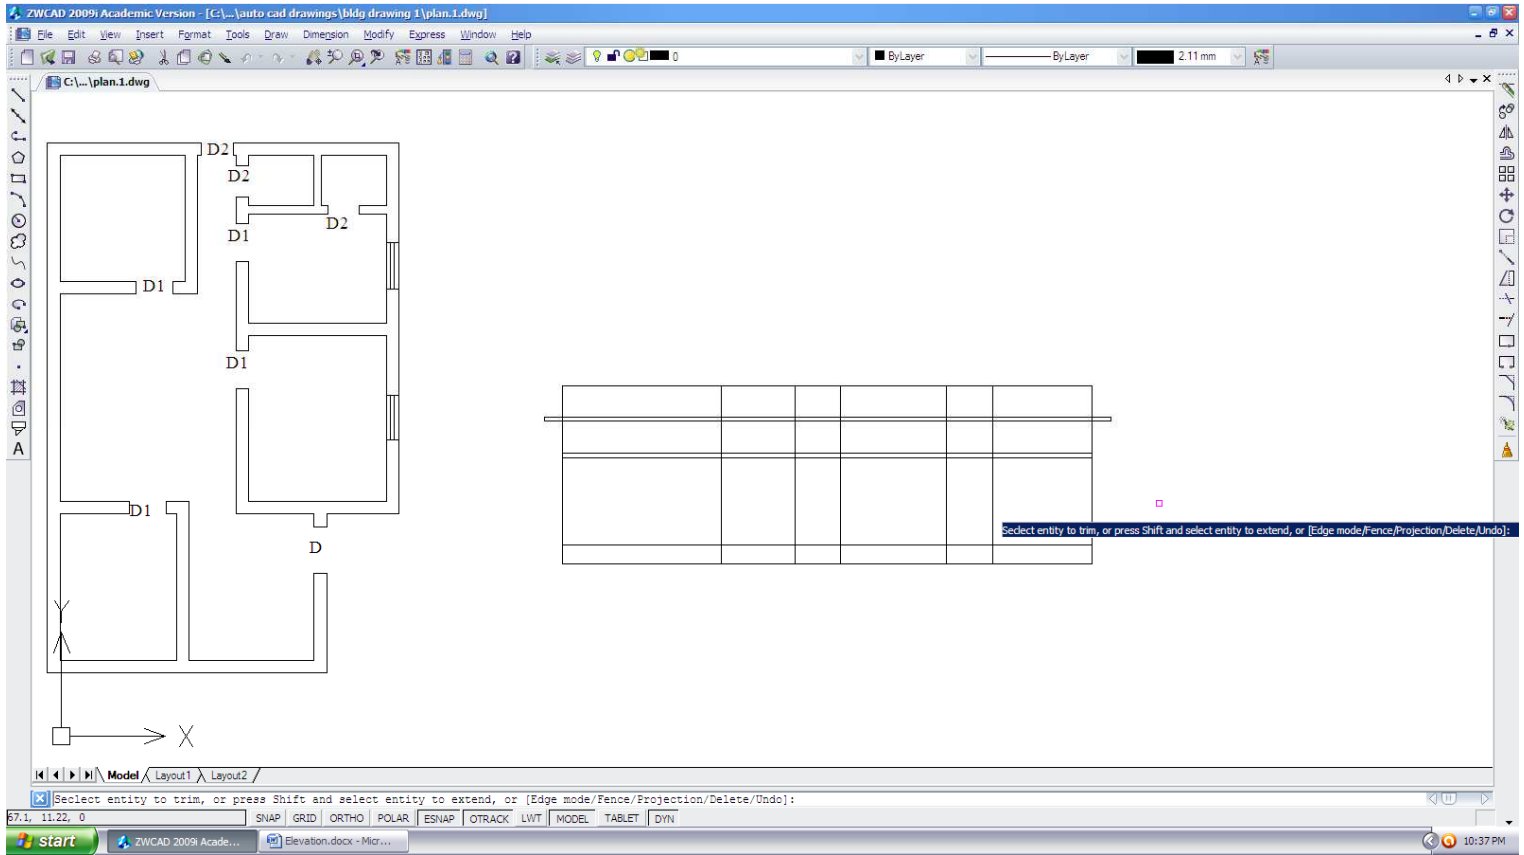 ZWCAD 2009i Academic Version - [C:\...\auto cad drawings\bldg drawing 1\plan.1.dwg]
File Edit View Insert Format Tools Draw Dimension Modify Express Window Help
0 ByLayer ByLayer 2.11 mm
C:\...\plan.1.dwg
D2
D2
D2
D1
D1
D1
D1
D
Seclect entity to trim, or press Shift and select entity to extend, or [Edge mode/Fence/Projection/Delete/Undo]:
Y
X
A
Model Layout1 Layout2
Seclect entity to trim, or press Shift and select entity to extend, or [Edge mode/Fence/Projection/Delete/Undo]:
67.1, 11.22, 0 SNAP GRID ORTHO POLAR ESNAP OTRACK LWT MODEL TABLET DYN
start ZWCAD 2009i Acade... Elevation.docx - Micr... 10:37 PM